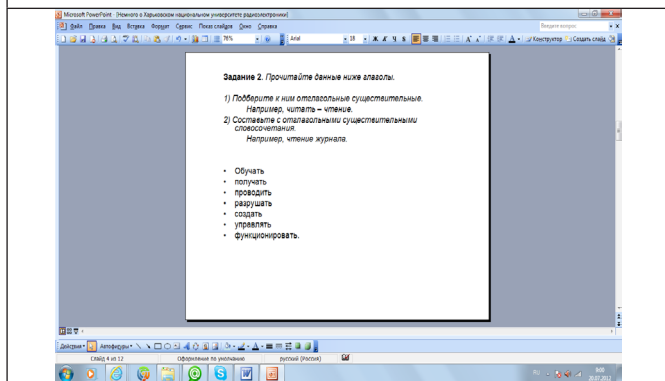 Microsoft PowerPoint - [Немного о Харьковском национальном университете радиоэлектроники]
Файл Правка Вид Вставка Формат Сервис Показ слайдов Окно Справка
Введите вопрос
76% Arial 18 Ж К Ч S Конструктор Создать слайд
Задание 2. Прочитайте данные ниже глаголы.
1) Подберите к ним отглагольные существительные.
Например, читать – чтение.
2) Составьте с отглагольными существительными
словосочетания.
Например, чтение журнала.
• Обучать
• получать
• проводить
• разрушать
• создать
• управлять
• функционировать.
Действия Автофигуры
Слайд 4 из 12 Оформление по умолчанию русский (Россия)
RU 9:00
20.07.2012